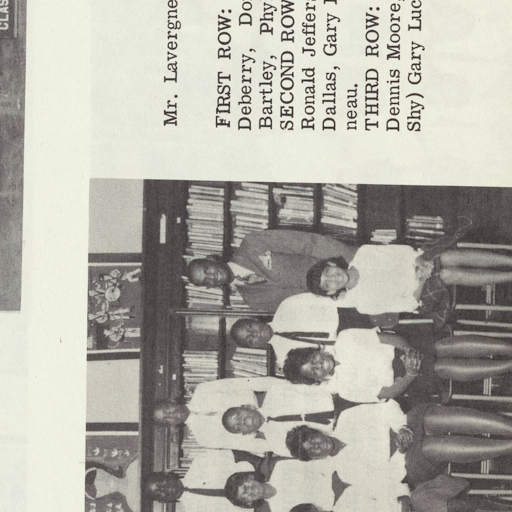 CLAS
Mr. Lavergne
FIRST ROW:
Deberry, Do
Bartley, Phy
SECOND ROW
Ronald Jeffer
Dallas, Gary
neau.
THIRD ROW:
Dennis Moore,
Shy) Gary Luc